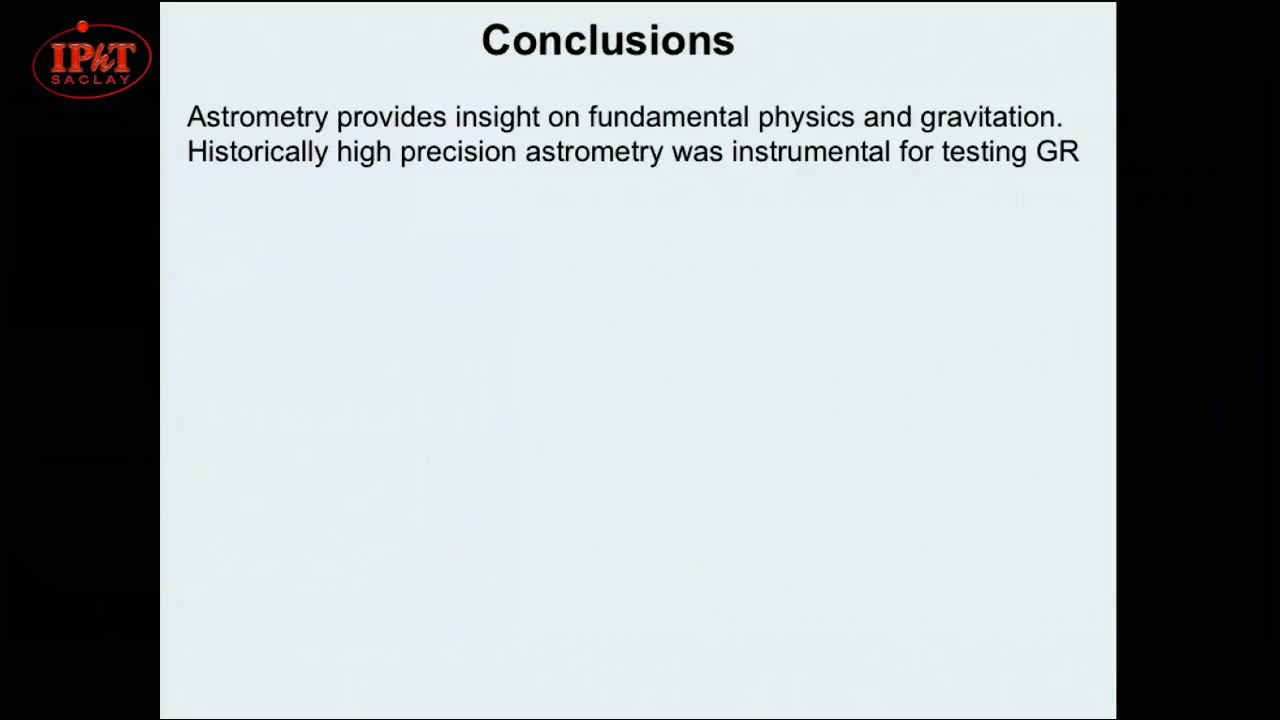 IPhT
SACLAY
Conclusions
Astrometry provides insight on fundamental physics and gravitation.
Historically high precision astrometry was instrumental for testing GR